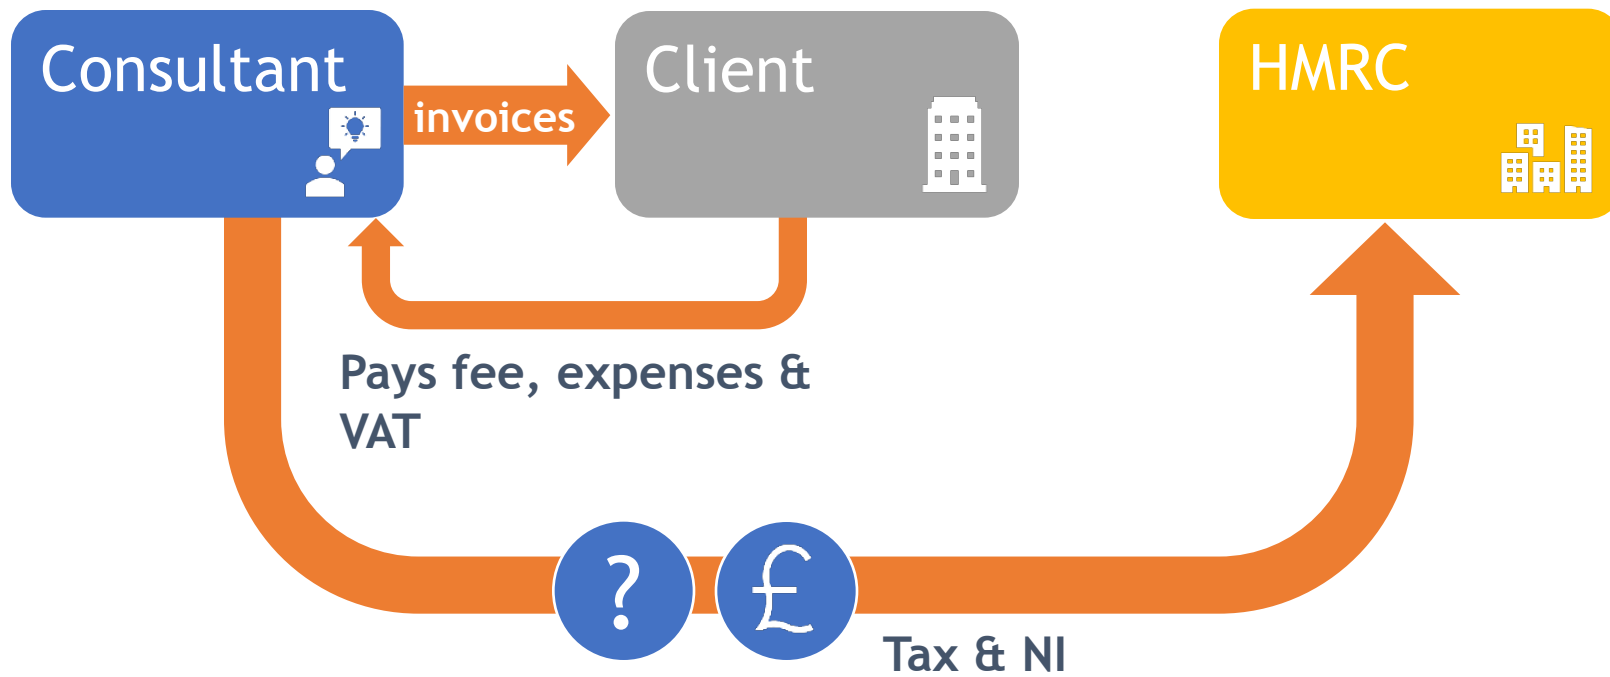 Consultant
invoices
Client
HMRC
Pays fee, expenses &
VAT
?
£
Tax & NI